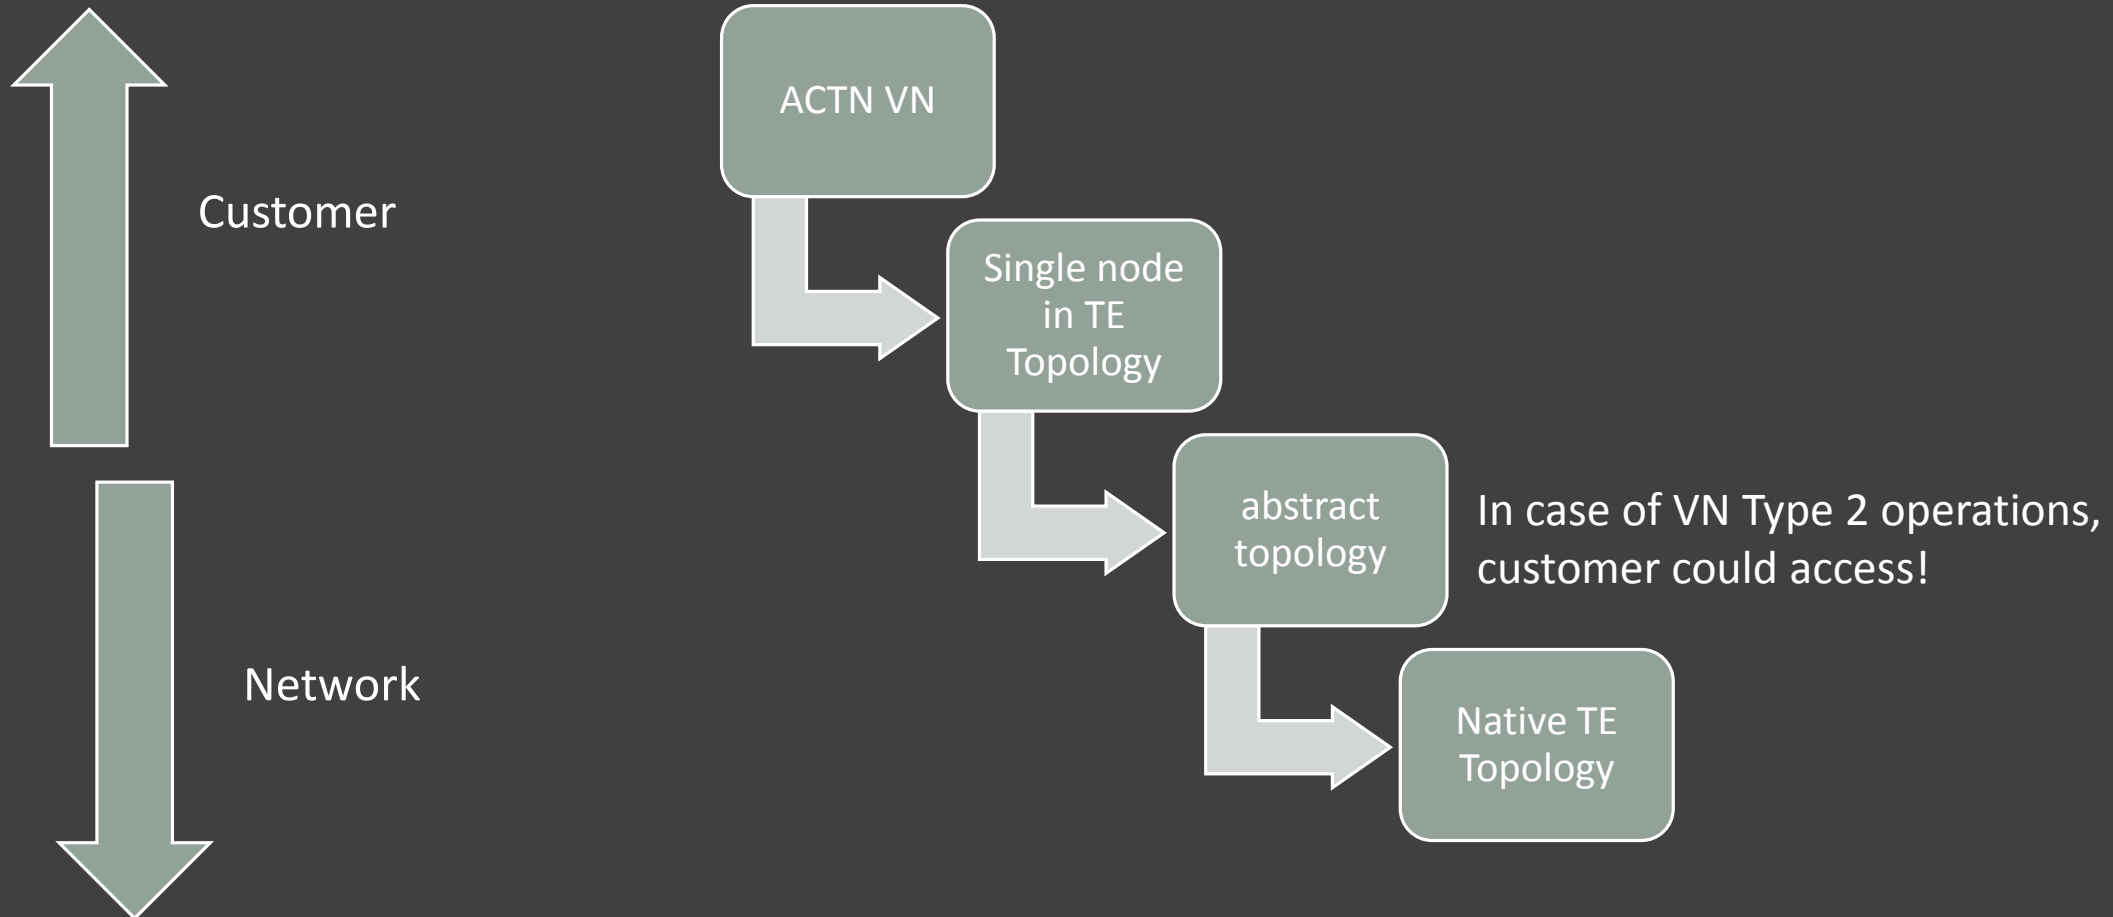 ACTN VN
Customer
Single node
in TE
Topology
abstract
topology
In case of VN Type 2 operations,
customer could access!
Network
Native TE
Topology